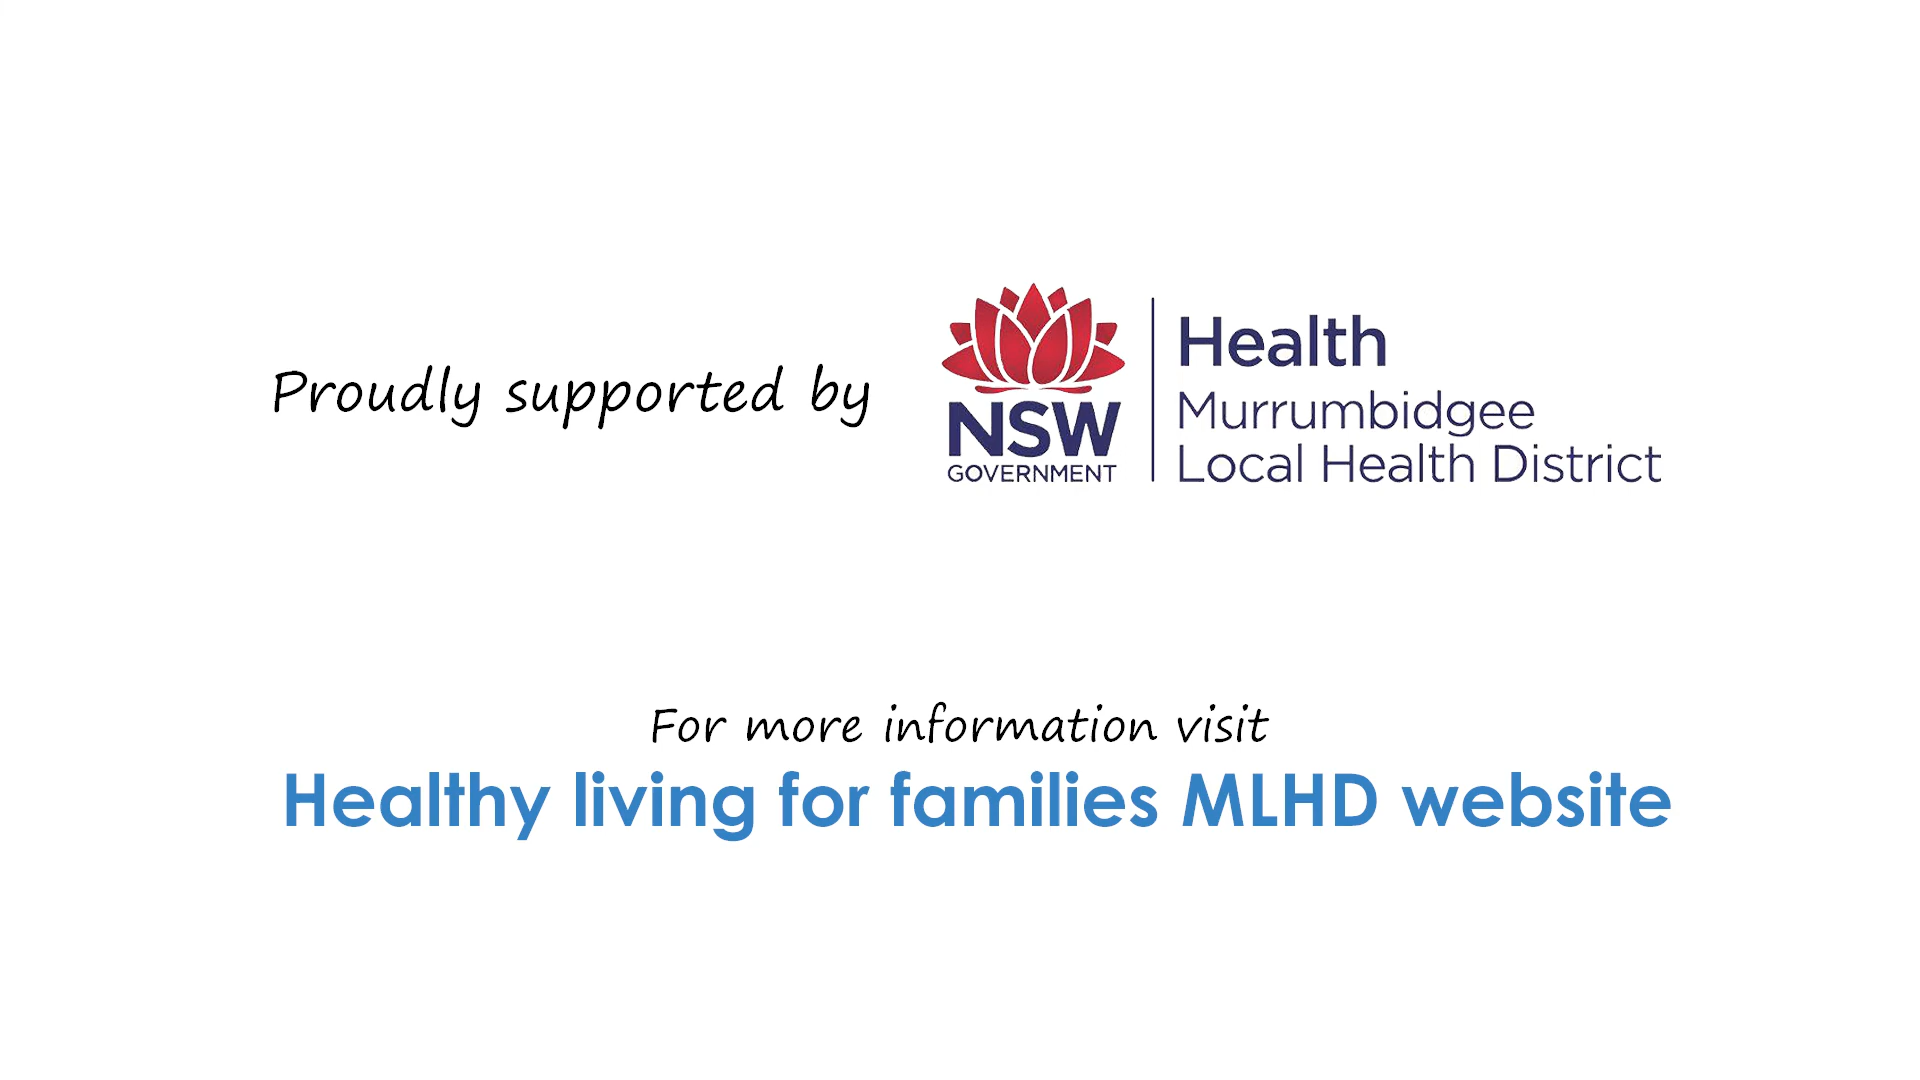 Proudly supported by
NSW
GOVERNMENT
Health
Murrumbidgee
Local Health District
For more information visit
Healthy living for families MLHD website